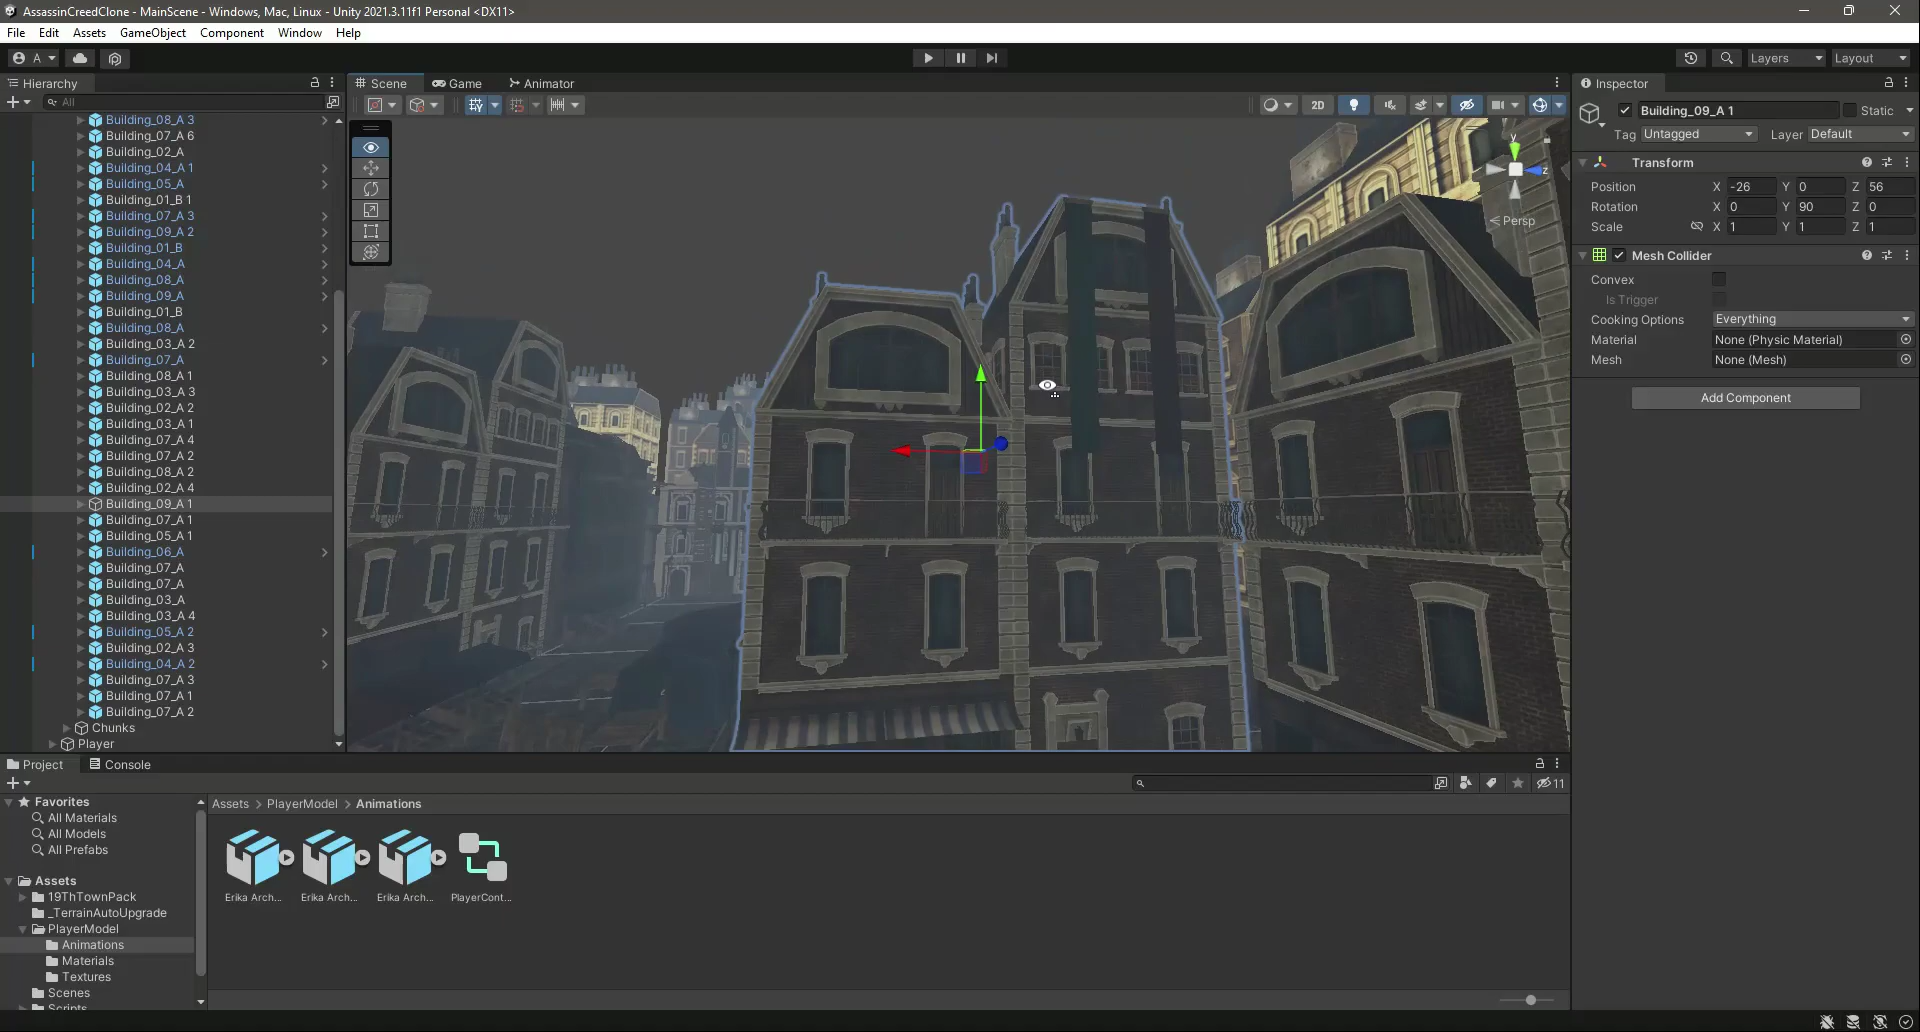 AssassinCreedClone - MainScene - Windows, Mac, Linux - Unity 2021.3.11f1 Personal <DX11>
File Edit Assets GameObject Component Window Help
A
Layers Layout
Hierarchy
All
Building_08_A 3
Building_07_A 6
Building_02_A
Building_04_A 1
Building_05_A
Building_01_B 1
Building_07_A 3
Building_09_A 2
Building_01_B
Building_04_A
Building_08_A
Building_09_A
Building_01_B
Building_08_A
Building_03_A 2
Building_07_A
Building_08_A 1
Building_03_A 3
Building_02_A 2
Building_03_A 1
Building_07_A 4
Building_07_A 2
Building_08_A 2
Building_02_A 4
Building_09_A 1
Building_07_A 1
Building_05_A 1
Building_06_A
Building_07_A
Building_07_A
Building_03_A
Building_03_A 4
Building_05_A 2
Building_02_A 3
Building_04_A 2
Building_07_A 3
Building_07_A 1
Building_07_A 2
Chunks
Player
Scene Game Animator
2D
y
z
< Persp
Inspector
Building_09_A 1 Static
Tag Untagged Layer Default
Transform
Position X -26 Y 0 Z 56
Rotation X 0 Y 90 Z 0
Scale X 1 Y 1 Z 1
Mesh Collider
Convex
Is Trigger
Cooking Options Everything
Material None (Physic Material)
Mesh None (Mesh)
Add Component
Project Console
11
Favorites
All Materials
All Models
All Prefabs
Assets
19ThTownPack
_TerrainAutoUpgrade
PlayerModel
Animations
Materials
Textures
Scenes
Scripts
Assets > PlayerModel > Animations
Erika Arch... Erika Arch... Erika Arch... PlayerCont...